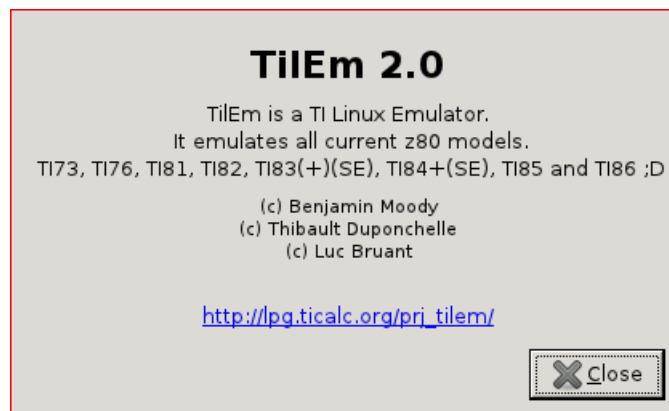 TilEm 2.0
TilEm is a TI Linux Emulator.
It emulates all current z80 models.
TI73, TI76, TI81, TI82, TI83(+)(SE), TI84+(SE), TI85 and TI86 ;D
(c) Benjamin Moody
(c) Thibault Duponchelle
(c) Luc Bruant
http://lpg.ticalc.org/prj_tilem/
Close